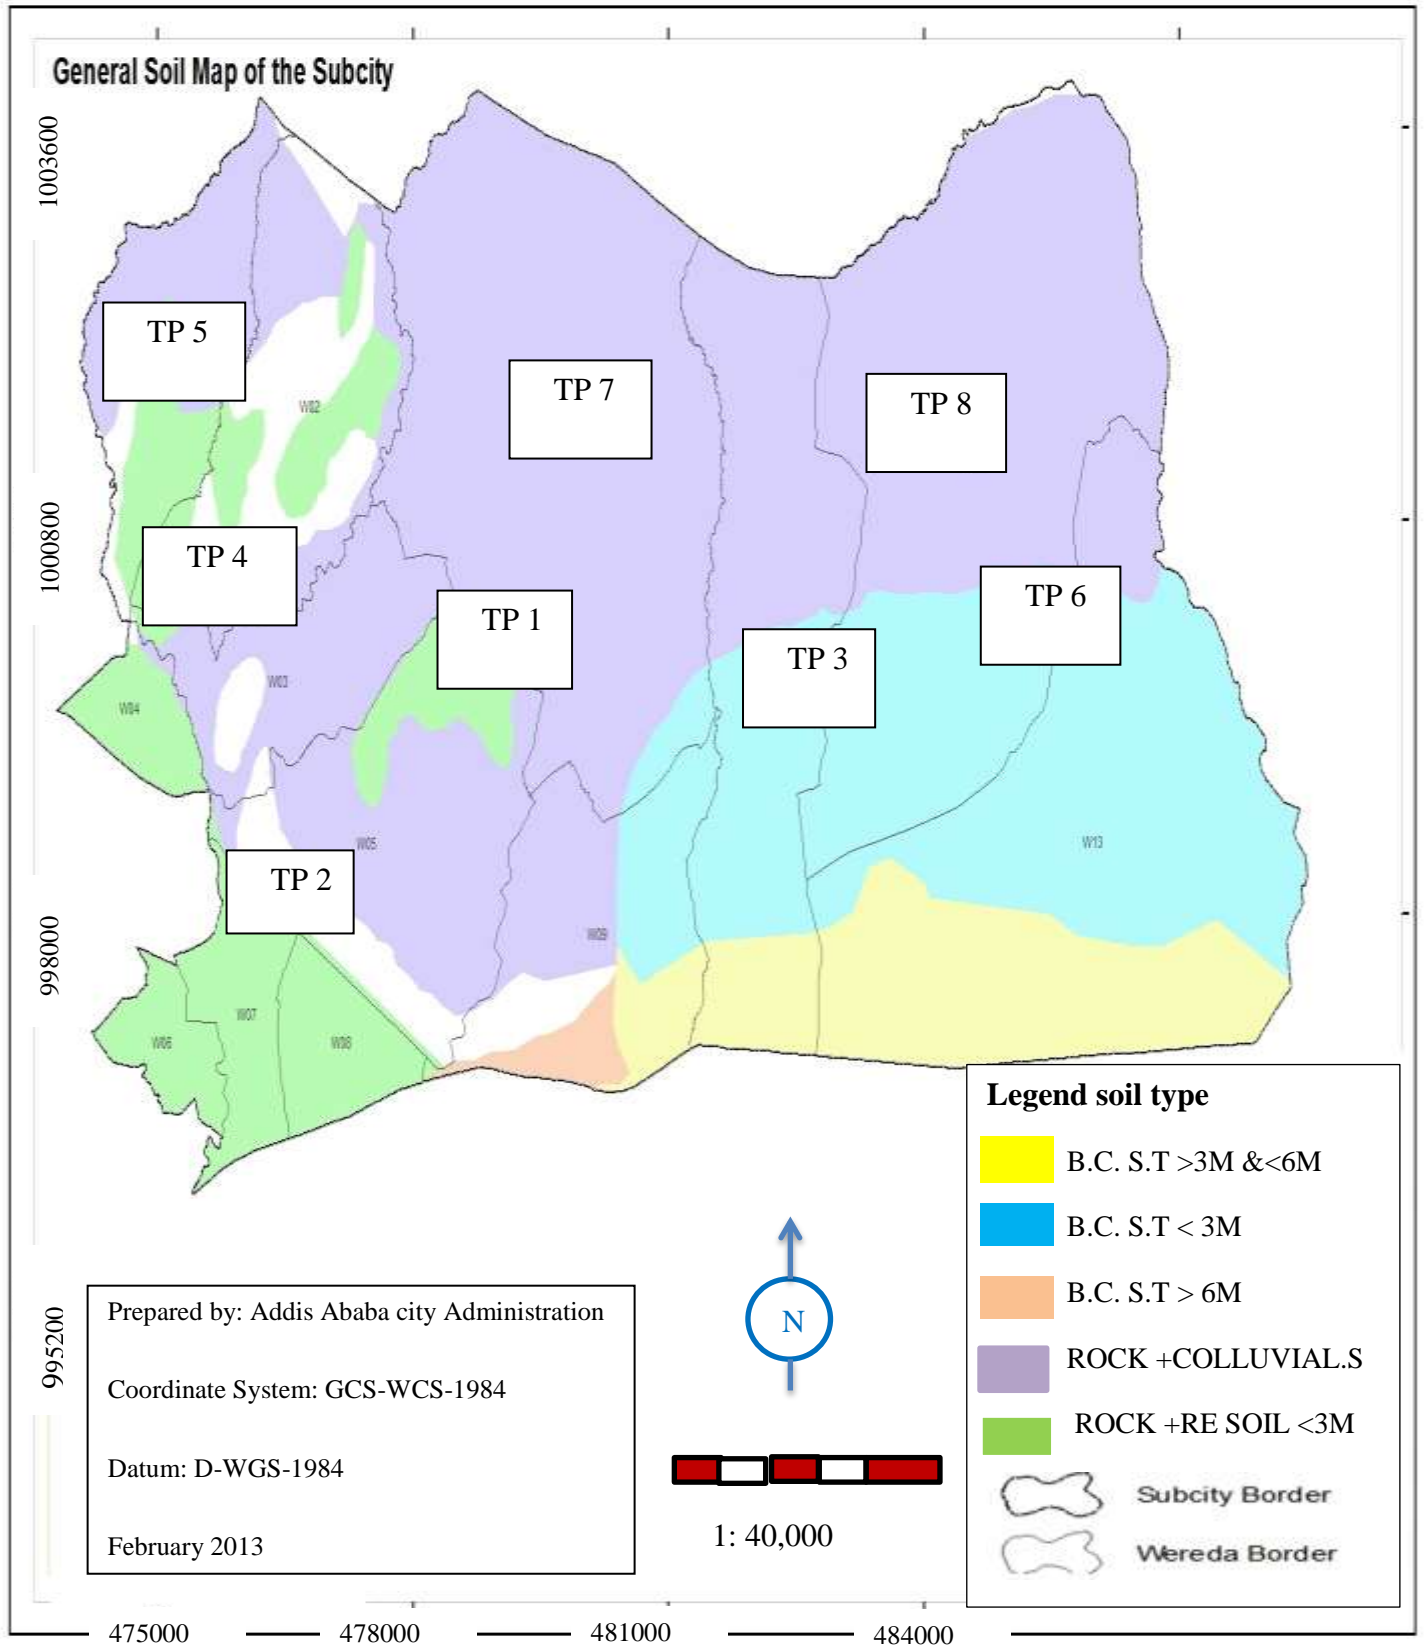 General Soil Map of the Subcity
1003600
1000800
998000
995200
TP 5
TP 7
TP 8
W02
TP 4
TP 1
TP 6
TP 3
W03
W04
W05
W13
TP 2
W09
W07
W06
W08
Legend soil type
B.C. S.T >3M &<6M
B.C. S.T < 3M
B.C. S.T > 6M
ROCK +COLLUVIAL.S
ROCK +RE SOIL <3M
Subcity Border
Wereda Border
Prepared by: Addis Ababa city Administration
Coordinate System: GCS-WCS-1984
Datum: D-WGS-1984
February 2013
N
1: 40,000
475000
478000
481000
484000